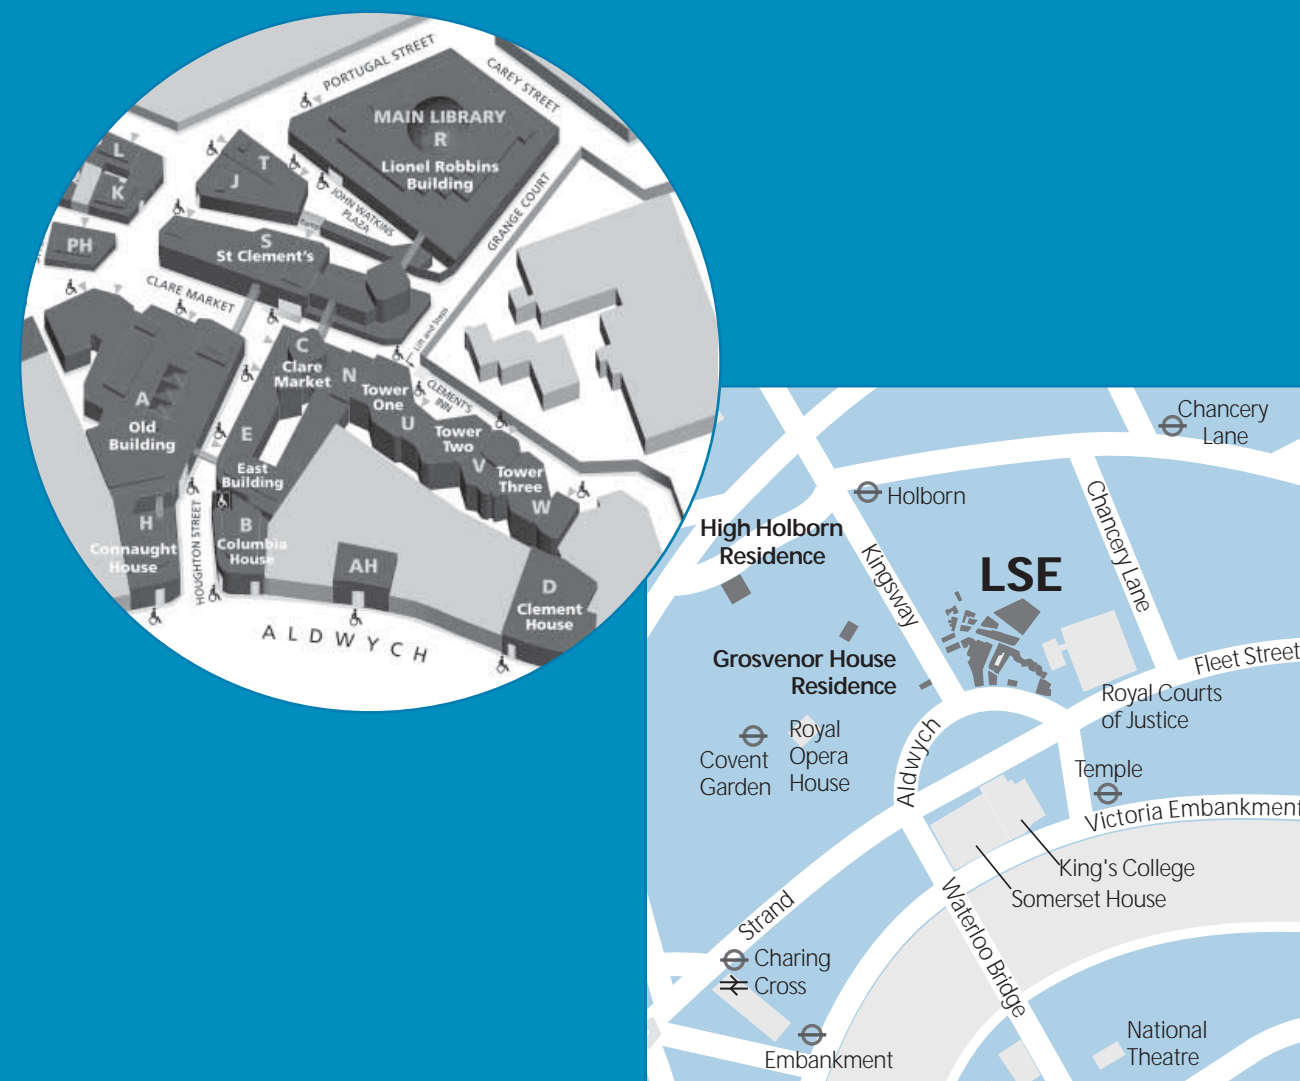 PORTUGAL STREET
CAREY STREET
MAIN LIBRARY
R
Lionel Robbins
Building
L
K
T
J
JOHN WATKINS
PLAZA
GRANGE COURT
PH
S
St Clement's
CLARE MARKET
Lift and Steps
C
Clare
Market
N
Tower
One
CLEMENT'S
INN
A
Old
Building
E
East
Building
U
Tower
Two
V
Tower
Three
W
H
Connaught
House
HOUGHTON STREET
B
Columbia
House
AH
D
Clement
House
ALDWYCH
Chancery
Lane
Holborn
High Holborn
Residence
Kingsway
LSE
Chancery Lane
Grosvenor House
Residence
Fleet Street
Royal Courts
of Justice
Covent
Garden
Royal
Opera
House
Aldwych
Temple
Victoria Embankment
King's College
Somerset House
Strand
Waterloo Bridge
Charing
Cross
Embankment
National
Theatre